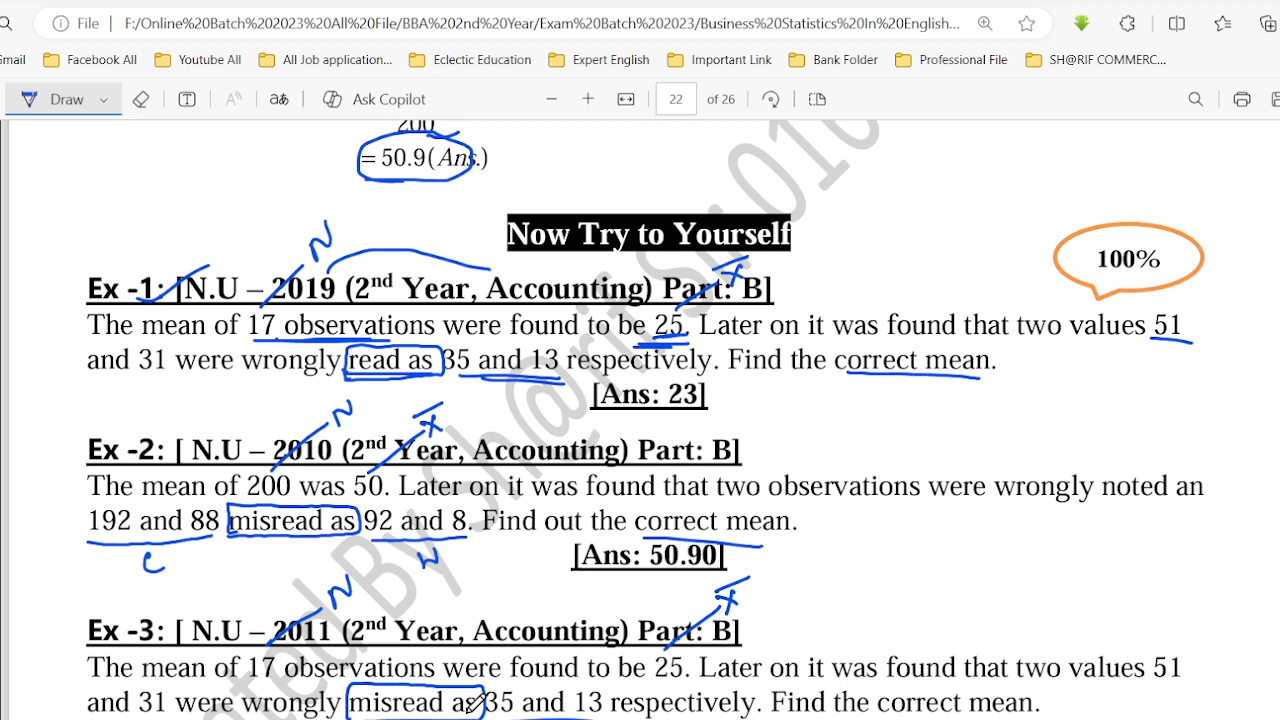 File | F:/Online%20Batch%202023%20All%20File/BBA%202nd%20Year/Exam%20Batch%202023/Business%20Statistics%20In%20English...
Gmail Facebook All Youtube All All Job application... Eclectic Education Expert English Important Link Bank Folder Professional File SH@RIF COMMERC...
Draw aあ Ask Copilot 22 of 26
200
= 50.9(Ans.)
Now Try to Yourself
N
X
100%
Ex -1: [N.U – 2019 (2nd Year, Accounting) Part: B]
The mean of 17 observations were found to be 25. Later on it was found that two values 51
and 31 were wrongly read as 35 and 13 respectively. Find the correct mean.
[Ans: 23]
N X
Ex -2: [ N.U – 2010 (2nd Year, Accounting) Part: B]
The mean of 200 was 50. Later on it was found that two observations were wrongly noted an
192 and 88 misread as 92 and 8. Find out the correct mean.
[Ans: 50.90]
C W
N X
Ex -3: [ N.U – 2011 (2nd Year, Accounting) Part: B]
The mean of 17 observations were found to be 25. Later on it was found that two values 51
and 31 were wrongly misread as 35 and 13 respectively. Find the correct mean.